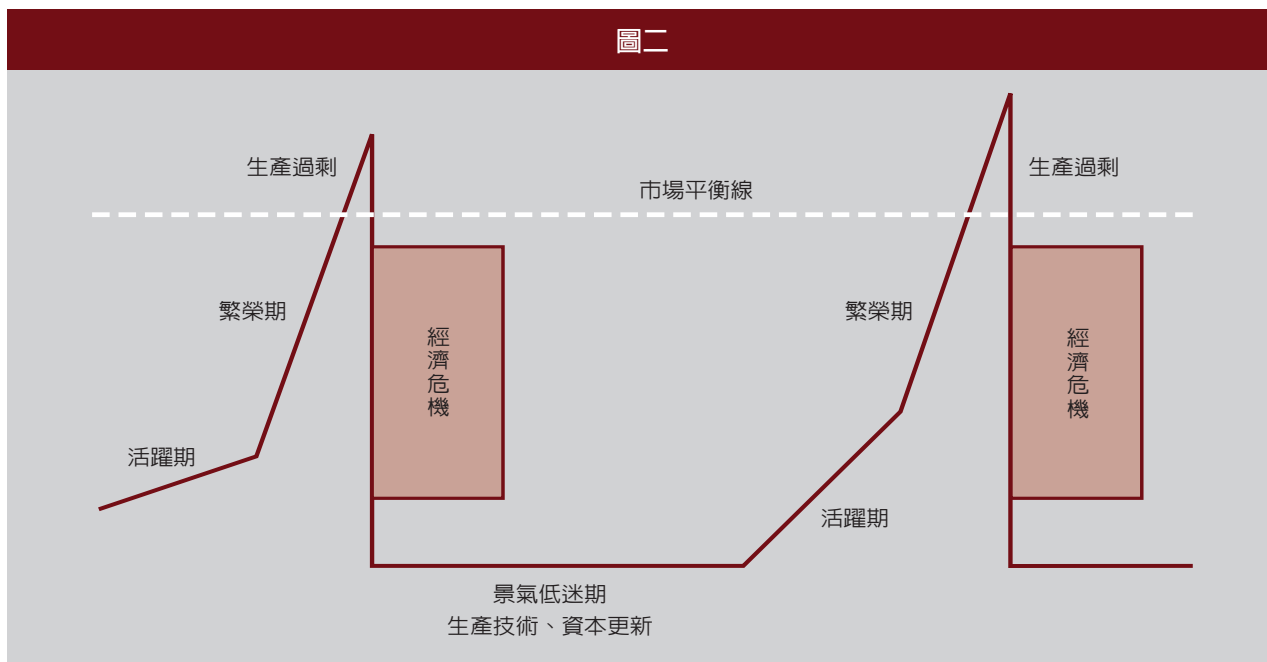 圖二
生產過剩
市場平衡線
生產過剩
繁榮期
經濟危機
繁榮期
經濟危機
活躍期
活躍期
景氣低迷期
生產技術、資本更新